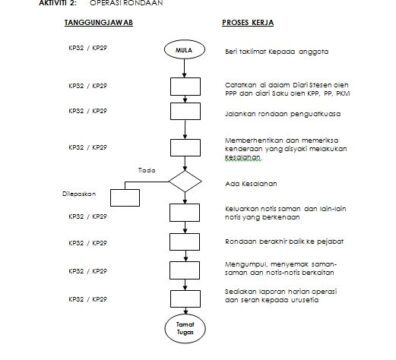 AKTIVITI 2: OPERASI RONDAAN
TANGGUNGJAWAB PROSES KERJA
KP32 / KP29 MULA Beri taklimat Kepada anggota
KP32 / KP29 Catatkan di dalam Diari Stesen oleh
PPP dan diari Saku oleh KPP, PP, PKM
KP32 / KP29 Jalankan rondaan penguatkuasa
KP32 / KP29 Memberhentikan dan memeriksa
kenderaan yang disyaki melakukan
Kesalahan.
Tiada
Ada Kesalahan
Dilepaskan
KP32 / KP29 Keluarkan notis saman dan lain-lain
notis yang berkenaan
KP32 / KP29 Rondaan berakhir balik ke pejabat
KP32 / KP29 Mengumpul, menyemak saman-
saman dan notis-notis berkaitan
KP32 / KP29 Sediakan laporan harian operasi
dan serah kepada urusetia
Tamat
Tugas